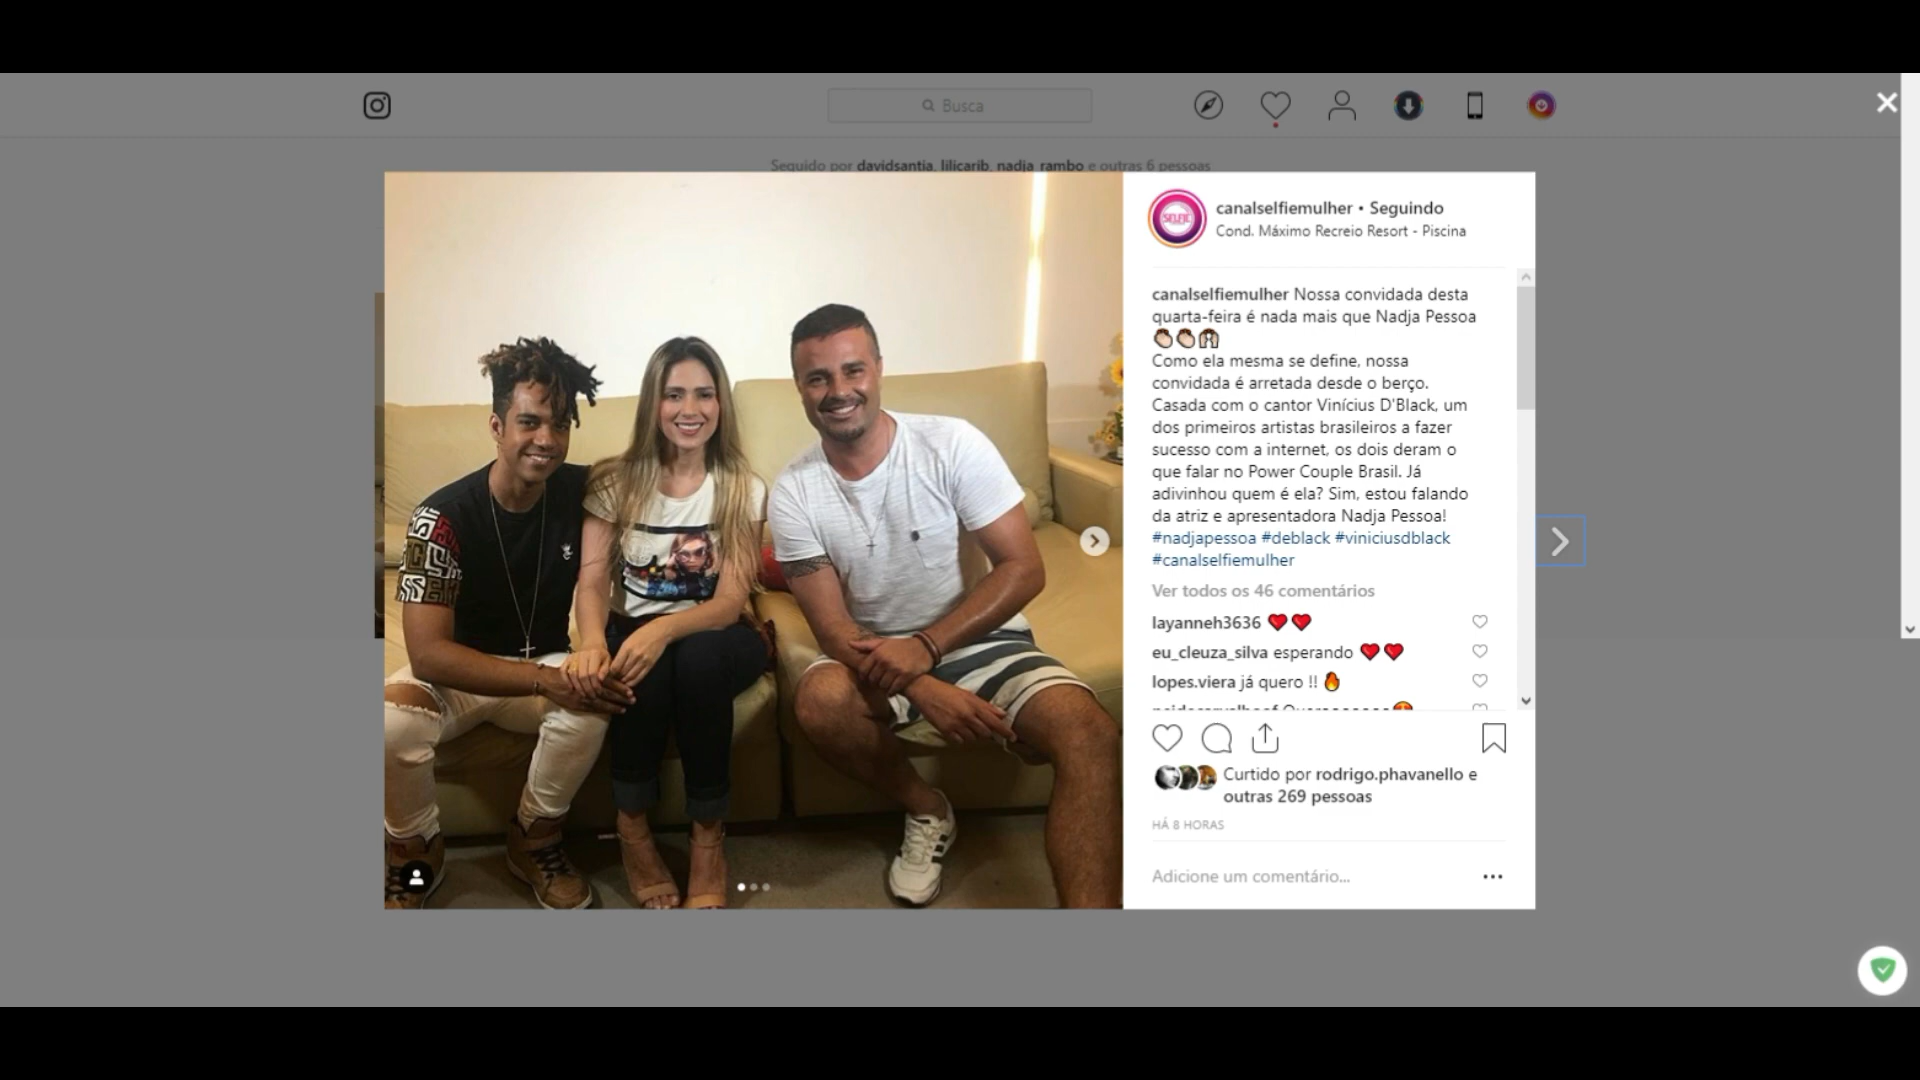 Busca
Seguido por davidsantia, lilicarib, nadja_rambo e outras 6 pessoas
SELFIE
canalselfiemulher • Seguindo
Cond. Máximo Recreio Resort - Piscina
canalselfiemulher Nossa convidada desta
quarta-feira é nada mais que Nadja Pessoa
Como ela mesma se define, nossa
convidada é arretada desde o berço.
Casada com o cantor Vinícius D'Black, um
dos primeiros artistas brasileiros a fazer
sucesso com a internet, os dois deram o
que falar no Power Couple Brasil. Já
adivinhou quem é ela? Sim, estou falando
da atriz e apresentadora Nadja Pessoa!
#nadjapessoa #deblack #viniciusdblack
#canalselfiemulher
Ver todos os 46 comentários
layanneh3636 ❤❤
eu_cleuza_silva esperando ❤❤
lopes.viera já quero !! 🔥
Curtido por rodrigo.phavanello e
outras 269 pessoas
HÁ 8 HORAS
Adicione um comentário...